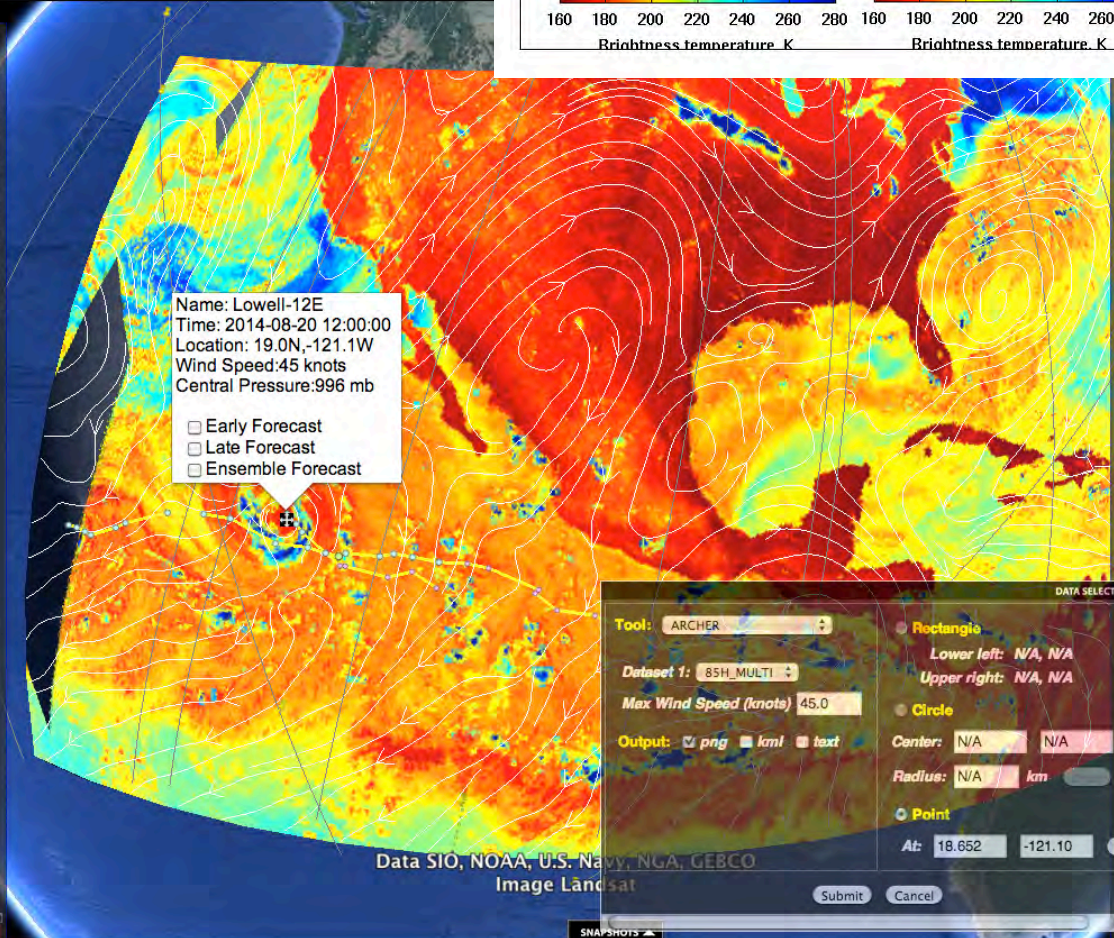 160 180 200 220 240 260 280 160 180 200 220 240 260
Brightness temperature, K Brightness temperature, K
Name: Lowell-12E
Time: 2014-08-20 12:00:00
Location: 19.0N,-121.1W
Wind Speed:45 knots
Central Pressure:996 mb
Early Forecast
Late Forecast
Ensemble Forecast
DATA SELECT
Tool: ARCHER
Dataset 1: 85H_MULTI
Max Wind Speed (knots) 45.0
Output: png kml text
Rectangle
Lower left: N/A, N/A
Upper right: N/A, N/A
Circle
Center: N/A N/A
Radius: N/A km
Point
At: 18.652 -121.10
Submit Cancel
Data SIO, NOAA, U.S. Navy, NGA, GEBCO
Image Landsat
SNAPSHOTS